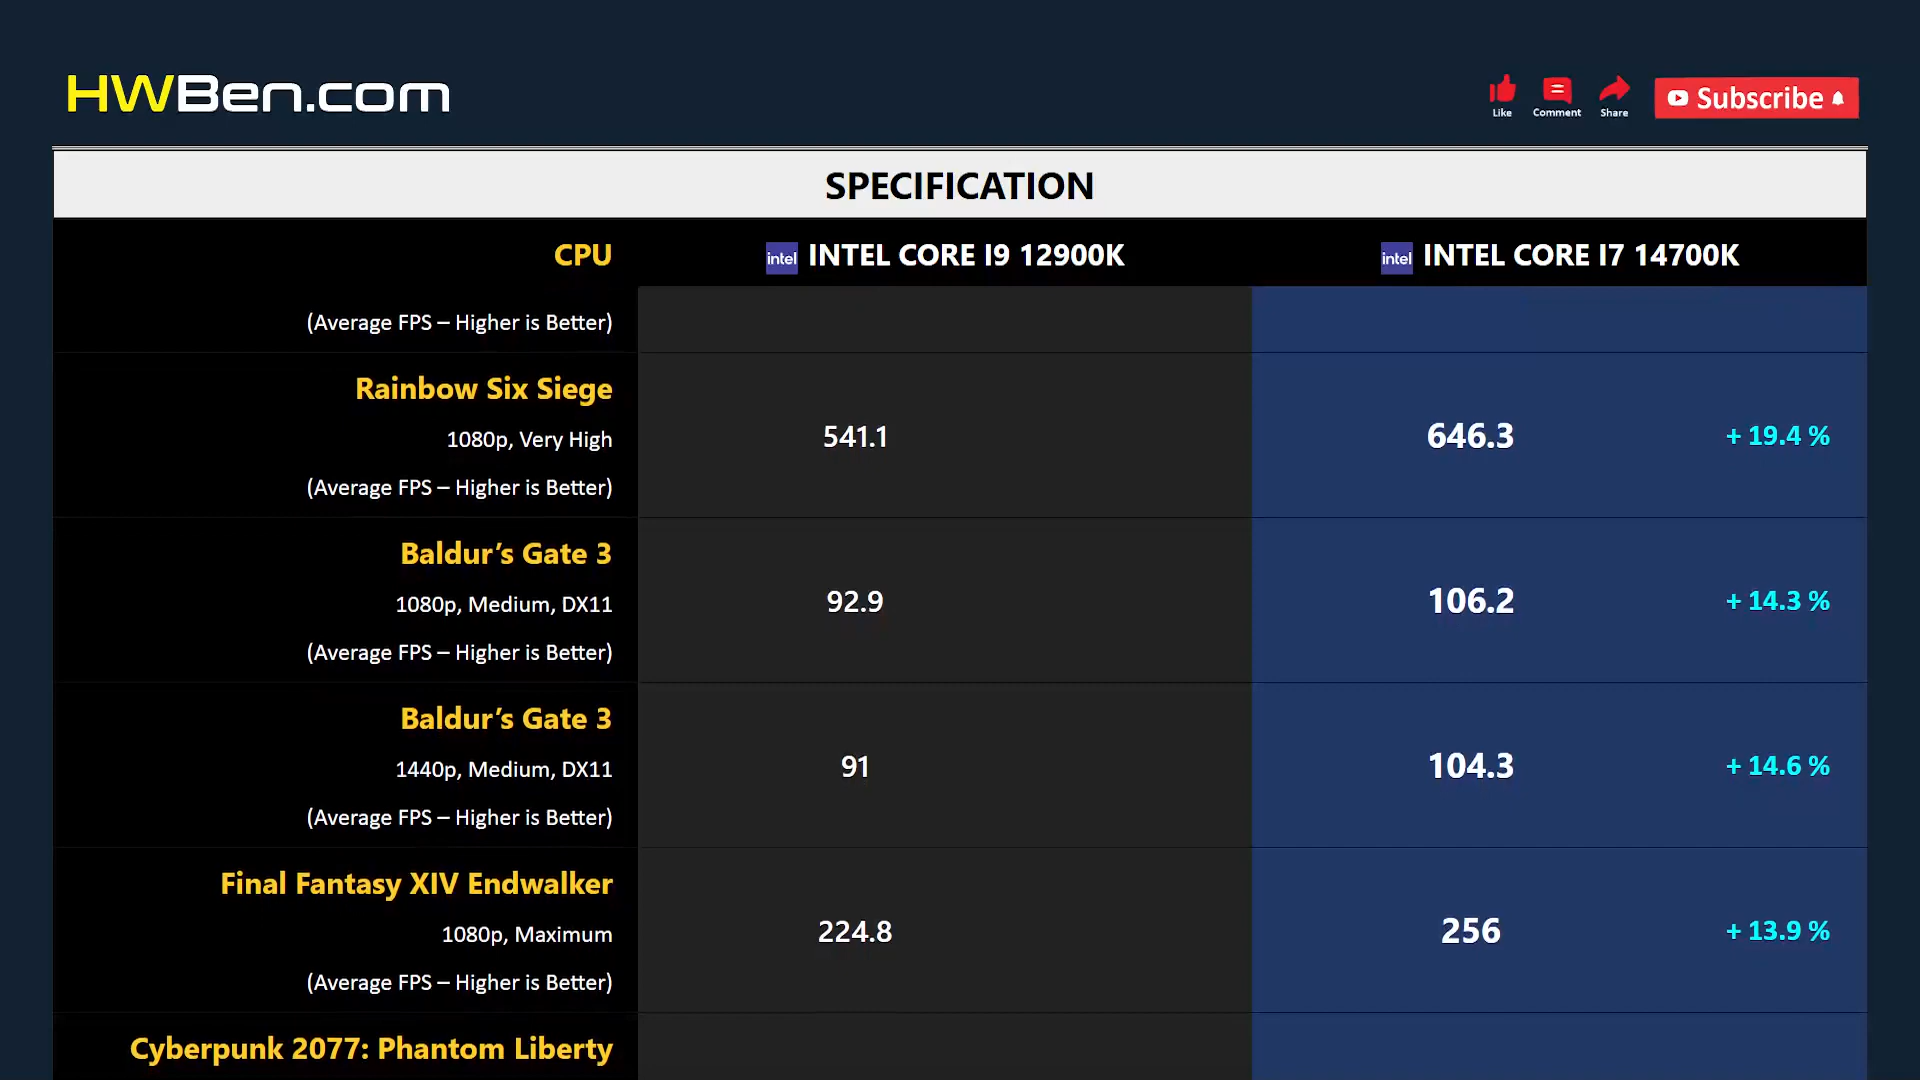 HWBen.com
Like
Comment
Share
Subscribe
SPECIFICATION
CPU
intel INTEL CORE I9 12900K
intel INTEL CORE I7 14700K
(Average FPS – Higher is Better)
Rainbow Six Siege
1080p, Very High
(Average FPS – Higher is Better)
541.1
646.3
+ 19.4 %
Baldur’s Gate 3
1080p, Medium, DX11
(Average FPS – Higher is Better)
92.9
106.2
+ 14.3 %
Baldur’s Gate 3
1440p, Medium, DX11
(Average FPS – Higher is Better)
91
104.3
+ 14.6 %
Final Fantasy XIV Endwalker
1080p, Maximum
(Average FPS – Higher is Better)
224.8
256
+ 13.9 %
Cyberpunk 2077: Phantom Liberty